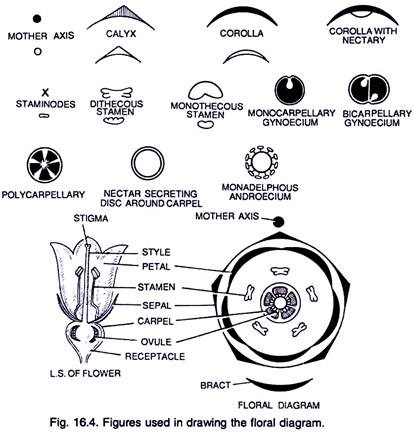 MOTHER AXIS
CALYX
COROLLA
COROLLA WITH
NECTARY
X
STAMINODES
DITHECOUS
STAMEN
MONOTHECOUS
STAMEN
MONOCARPELLARY
GYNOECIUM
BICARPELLARY
GYNOECIUM
POLYCARPELLARY
NECTAR SECRETING
DISC AROUND CARPEL
MONADELPHOUS
ANDROECIUM
STIGMA
MOTHER AXIS
STYLE
PETAL
STAMEN
SEPAL
CARPEL
OVULE
RECEPTACLE
L.S. OF FLOWER
BRACT
FLORAL DIAGRAM
Fig. 16.4. Figures used in drawing the floral diagram.